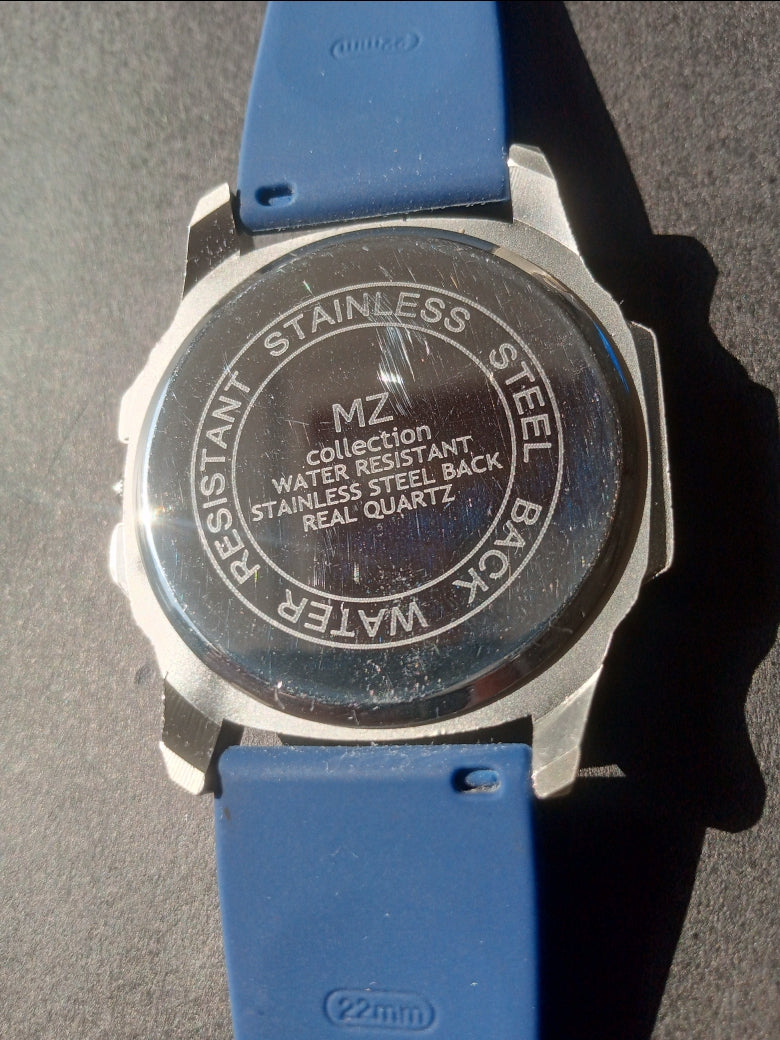 22mm
STAINLESS STEEL BACK WATER RESISTANT
MZ
collection
WATER RESISTANT
STAINLESS STEEL BACK
REAL QUARTZ
22mm